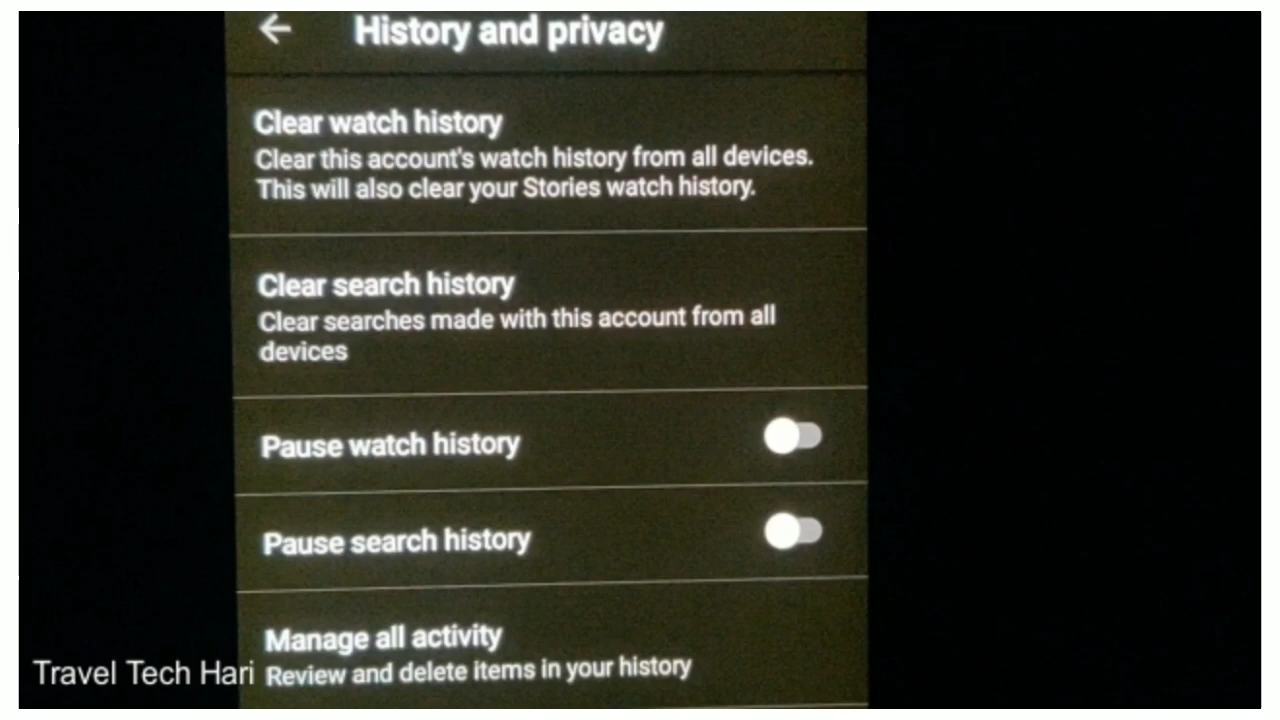 History and privacy
Clear watch history
Clear this account's watch history from all devices.
This will also clear your Stories watch history.
Clear search history
Clear searches made with this account from all
devices
Pause watch history
Pause search history
Manage all activity
Review and delete items in your history
Travel Tech Hari